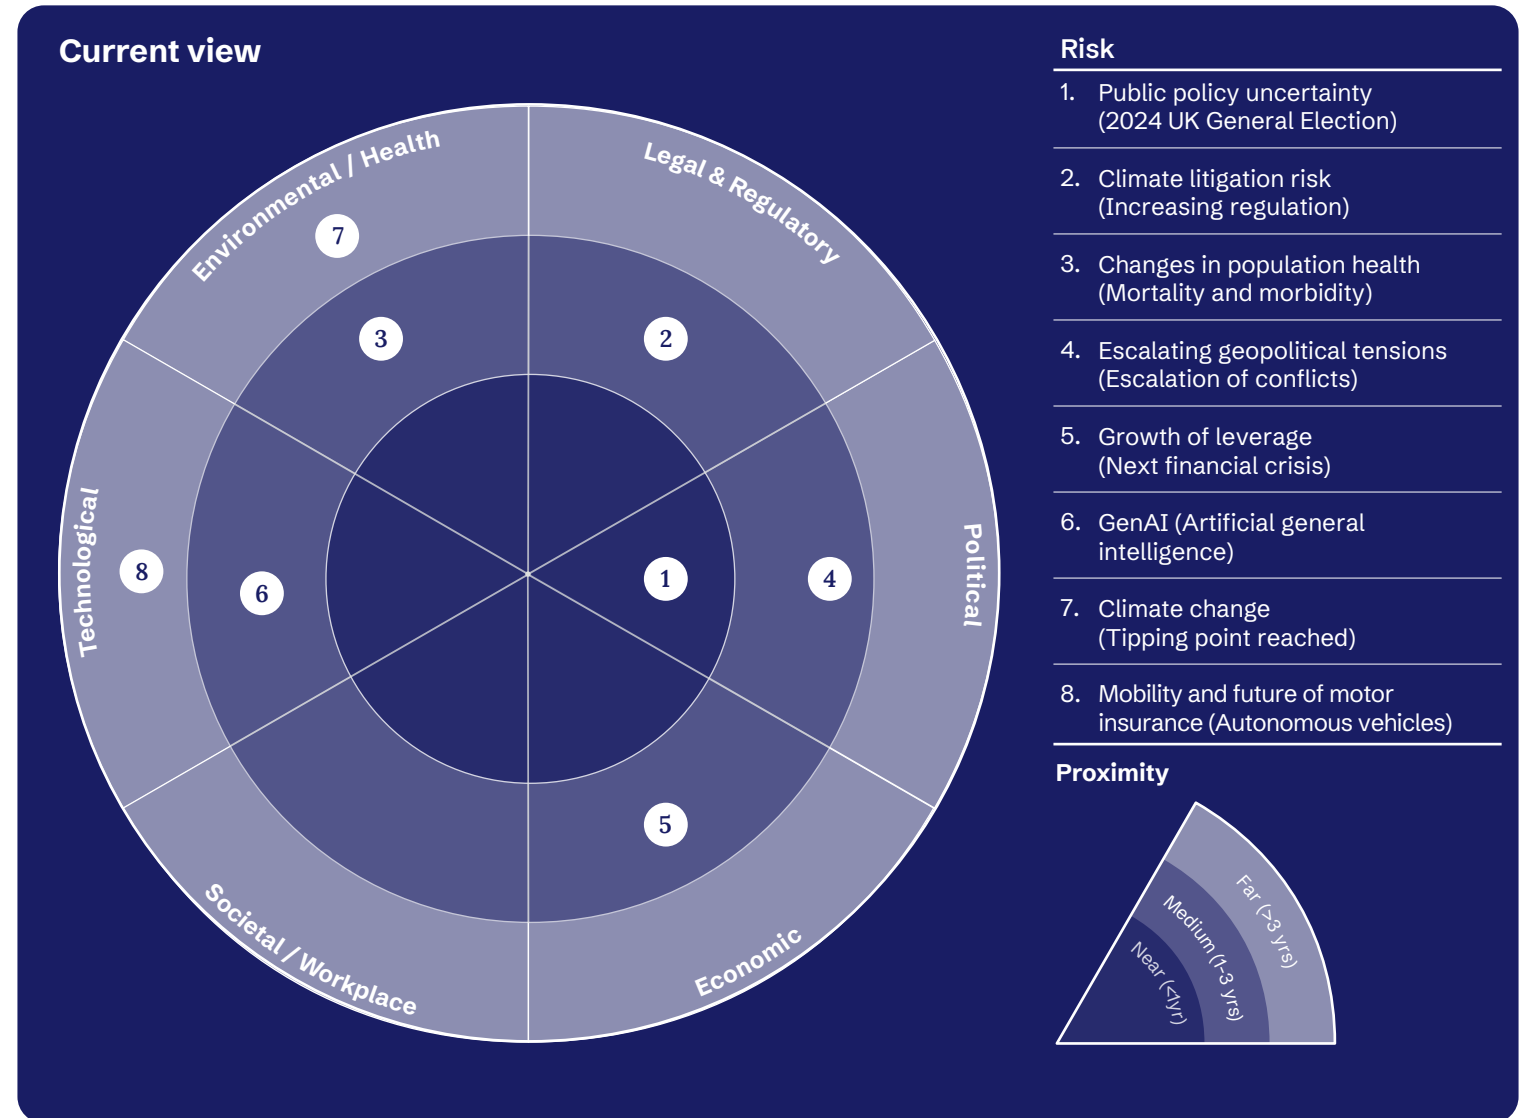 Current view
Environmental / Health
Legal & Regulatory
Political
Economic
Societal / Workplace
Technological
7
3
2
8
6
1
4
5
Risk
1. Public policy uncertainty
(2024 UK General Election)
2. Climate litigation risk
(Increasing regulation)
3. Changes in population health
(Mortality and morbidity)
4. Escalating geopolitical tensions
(Escalation of conflicts)
5. Growth of leverage
(Next financial crisis)
6. GenAI (Artificial general
intelligence)
7. Climate change
(Tipping point reached)
8. Mobility and future of motor
insurance (Autonomous vehicles)
Proximity
Near (<1yr)
Medium (1-3 yrs)
Far (>3 yrs)